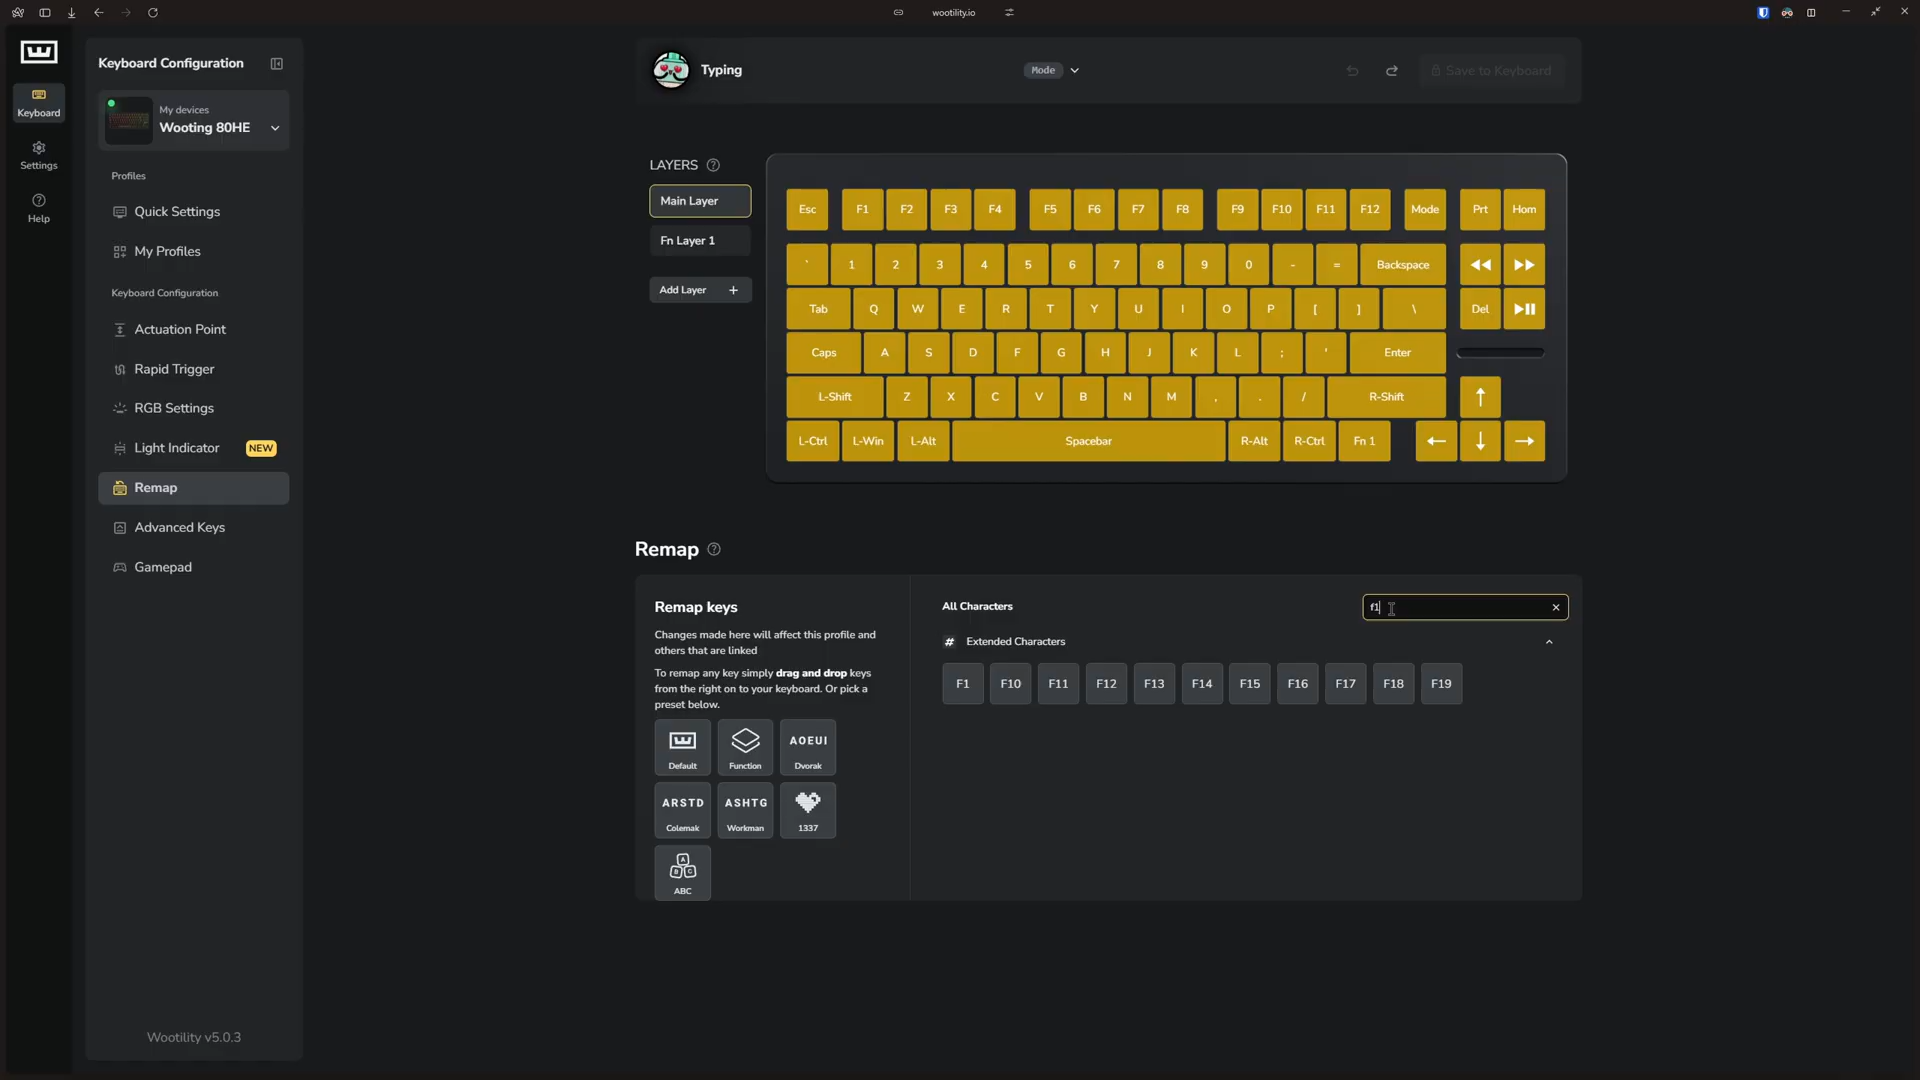 wootility.io
Keyboard
Settings
Help
Keyboard Configuration
My devices
Wooting 80HE
Profiles
Quick Settings
My Profiles
Keyboard Configuration
Actuation Point
Rapid Trigger
RGB Settings
Light Indicator NEW
Remap
Advanced Keys
Gamepad
Wootility v5.0.3
Typing
Mode
Save to Keyboard
LAYERS
Main Layer
Fn Layer 1
Add Layer +
Esc F1 F2 F3 F4 F5 F6 F7 F8 F9 F10 F11 F12 Mode Prt Hom
` 1 2 3 4 5 6 7 8 9 0 - = Backspace
Tab Q W E R T Y U I O P [ ] \ Del
Caps A S D F G H J K L ; ' Enter
L-Shift Z X C V B N M , . / R-Shift ↑
L-Ctrl L-Win L-Alt Spacebar R-Alt R-Ctrl Fn 1 ← ↓ →
Remap
Remap keys
Changes made here will affect this profile and
others that are linked
To remap any key simply drag and drop keys
from the right on to your keyboard. Or pick a
preset below.
Default
Function
AOEUI
Dvorak
ARSTD
Colemak
ASHTG
Workman
1337
A
B C
ABC
All Characters
f1
# Extended Characters
F1 F10 F11 F12 F13 F14 F15 F16 F17 F18 F19